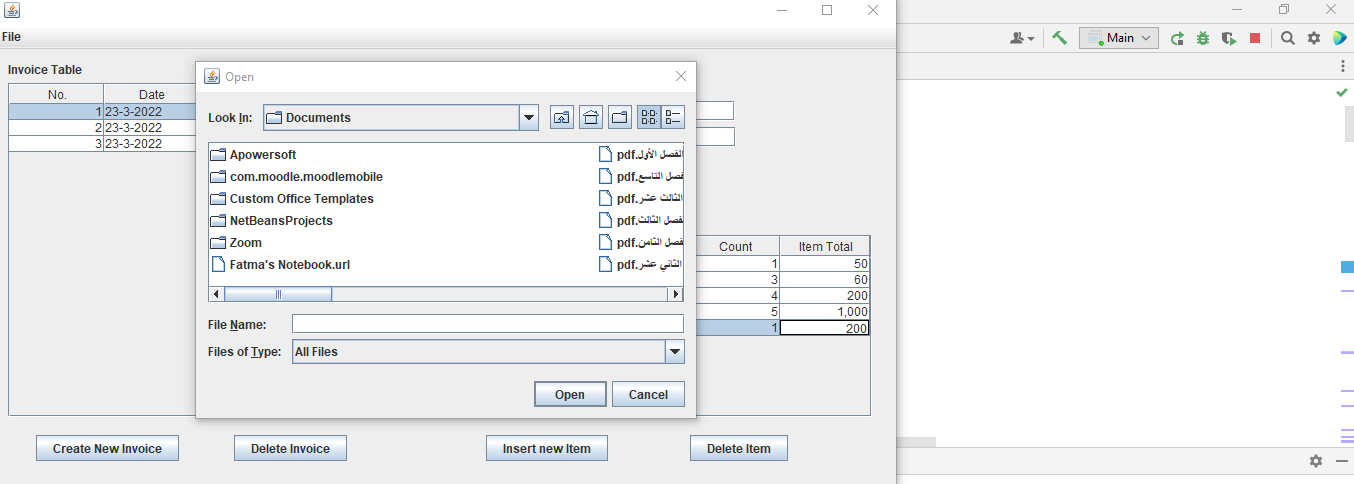 Main
File
Invoice Table
No. Date
1 23-3-2022
2 23-3-2022
3 23-3-2022
Open
Look In: Documents
Apowersoft
com.moodle.moodlemobile
Custom Office Templates
NetBeansProjects
Zoom
Fatma's Notebook.url
الفصل الأول.pdf
فصل التاسع.pdf
الثالث عشر.pdf
فصل الثالث.pdf
فصل الثامن.pdf
الثاني عشر.pdf
File Name:
Files of Type: All Files
Open Cancel
Count Item Total
1 50
3 60
4 200
5 1,000
1 200
Create New Invoice Delete Invoice Insert new Item Delete Item